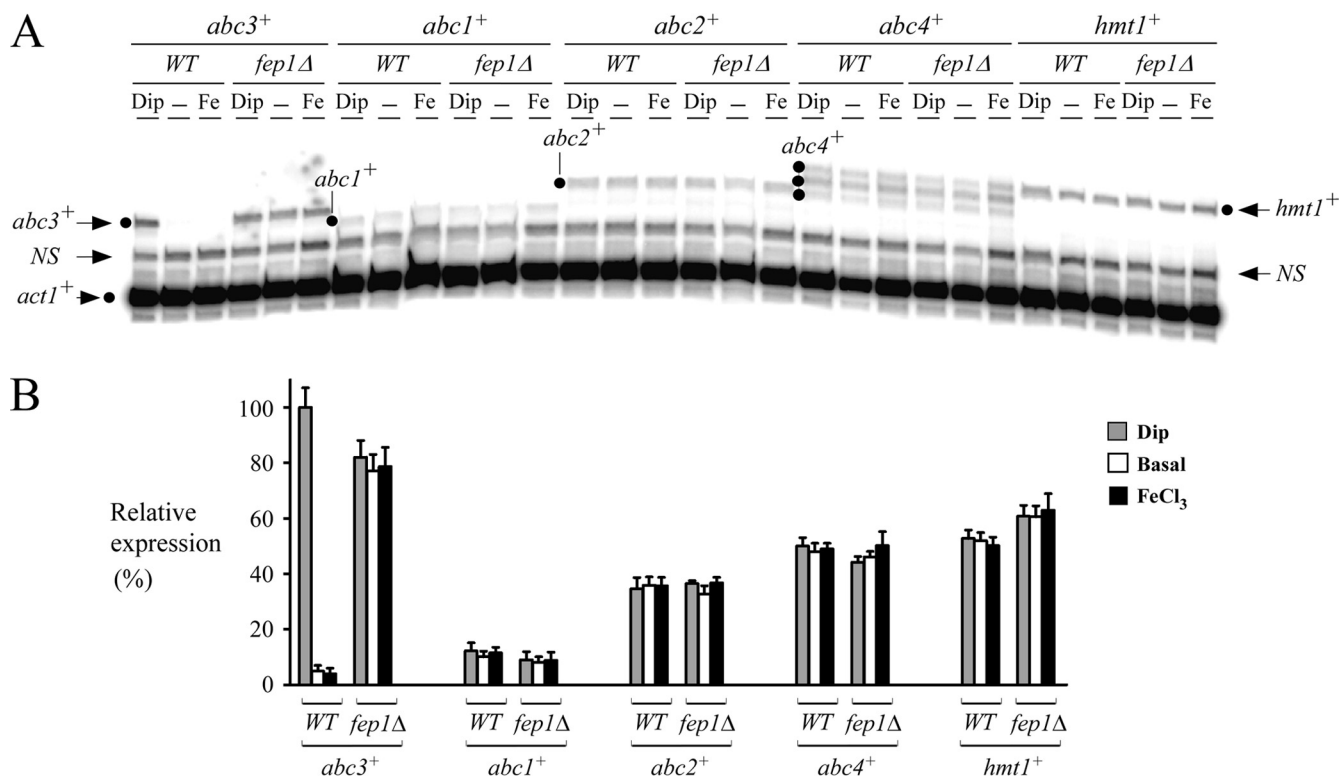 A
abc3+ abc1+ abc2+ abc4+ hmt1+
WT fep1Δ WT fep1Δ WT fep1Δ WT fep1Δ WT fep1Δ
Dip – Fe Dip – Fe Dip – Fe Dip – Fe Dip – Fe Dip – Fe Dip – Fe Dip – Fe Dip – Fe Dip – Fe
abc2+
abc4+
abc1+
abc3+
hmt1+
NS
NS
act1+
B
100
80
60
40
20
0
Relative
expression
(%)
Dip
Basal
FeCl3
WT fep1Δ WT fep1Δ WT fep1Δ WT fep1Δ WT fep1Δ
abc3+ abc1+ abc2+ abc4+ hmt1+